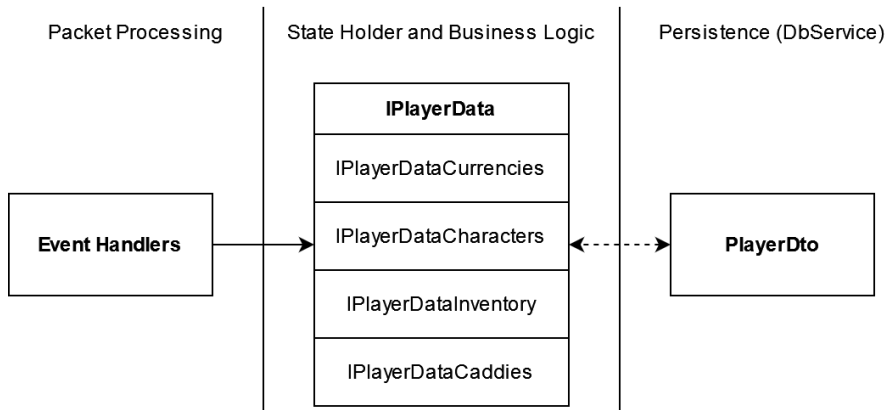 Packet Processing
State Holder and Business Logic
Persistence (DbService)
IPlayerData
IPlayerDataCurrencies
IPlayerDataCharacters
IPlayerDataInventory
IPlayerDataCaddies
Event Handlers
PlayerDto